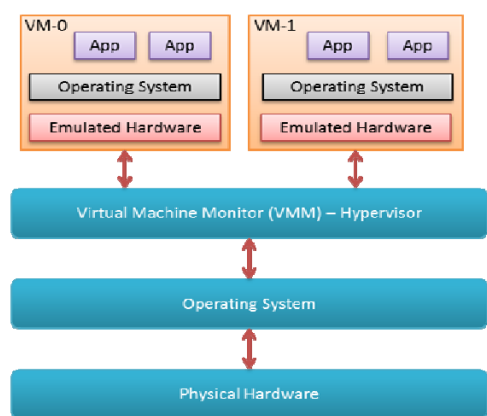 VM-0
App App
Operating System
Emulated Hardware
VM-1
App App
Operating System
Emulated Hardware
Virtual Machine Monitor (VMM) – Hypervisor
Operating System
Physical Hardware